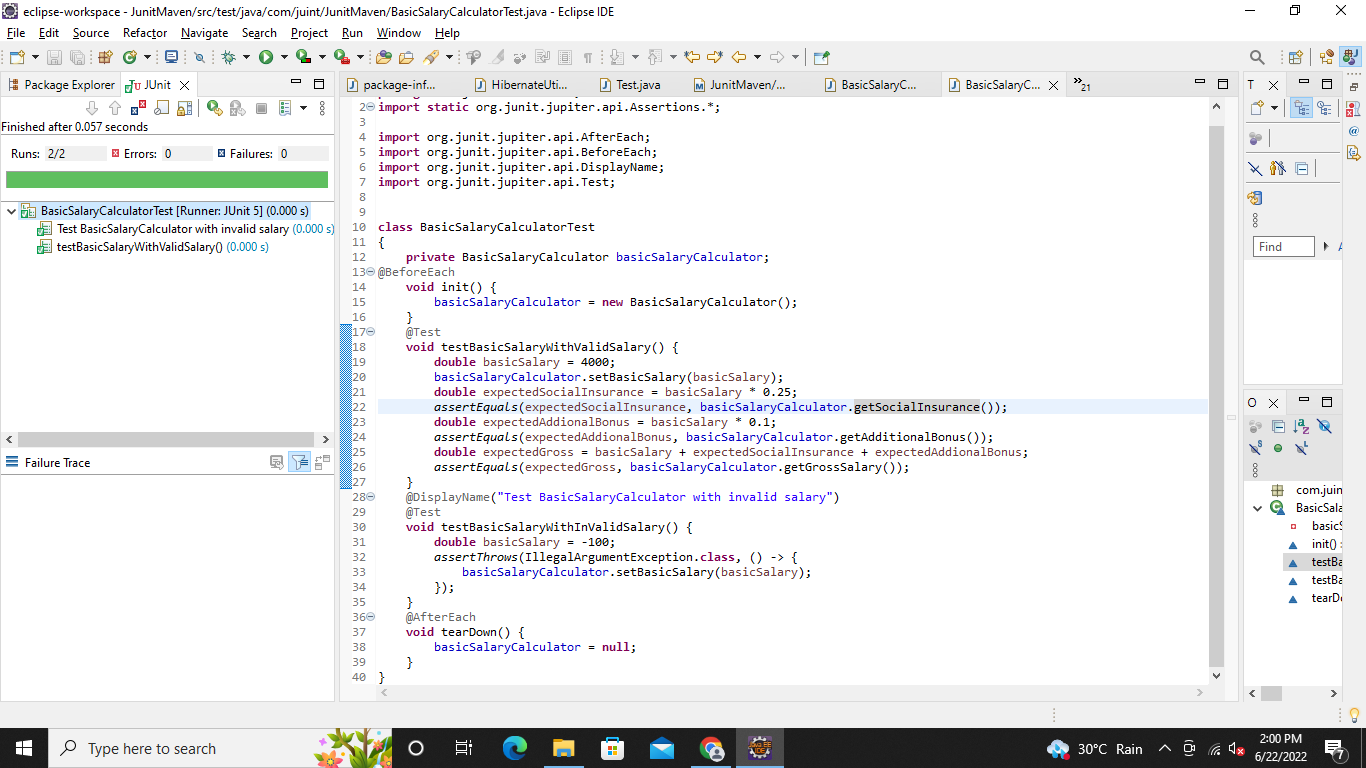 eclipse-workspace - JunitMaven/src/test/java/com/juint/JunitMaven/BasicSalaryCalculatorTest.java - Eclipse IDE
File Edit Source Refactor Navigate Search Project Run Window Help
Package Explorer JUnit
package-inf... HibernateUti... Test.java JunitMaven/... BasicSalaryC... BasicSalaryC... 21
T
Finished after 0.057 seconds
Runs: 2/2 Errors: 0 Failures: 0
BasicSalaryCalculatorTest [Runner: JUnit 5] (0.000 s)
Test BasicSalaryCalculator with invalid salary (0.000 s)
testBasicSalaryWithValidSalary() (0.000 s)
Failure Trace
2 import static org.junit.jupiter.api.Assertions.*;
3
4 import org.junit.jupiter.api.AfterEach;
5 import org.junit.jupiter.api.BeforeEach;
6 import org.junit.jupiter.api.DisplayName;
7 import org.junit.jupiter.api.Test;
8
9
10 class BasicSalaryCalculatorTest
11 {
12 private BasicSalaryCalculator basicSalaryCalculator;
13 @BeforeEach
14 void init() {
15 basicSalaryCalculator = new BasicSalaryCalculator();
16 }
17 @Test
18 void testBasicSalaryWithValidSalary() {
19 double basicSalary = 4000;
20 basicSalaryCalculator.setBasicSalary(basicSalary);
21 double expectedSocialInsurance = basicSalary * 0.25;
22 assertEquals(expectedSocialInsurance, basicSalaryCalculator.getSocialInsurance());
23 double expectedAddionalBonus = basicSalary * 0.1;
24 assertEquals(expectedAddionalBonus, basicSalaryCalculator.getAdditionalBonus());
25 double expectedGross = basicSalary + expectedSocialInsurance + expectedAddionalBonus;
26 assertEquals(expectedGross, basicSalaryCalculator.getGrossSalary());
27 }
28 @DisplayName("Test BasicSalaryCalculator with invalid salary")
29 @Test
30 void testBasicSalaryWithInValidSalary() {
31 double basicSalary = -100;
32 assertThrows(IllegalArgumentException.class, () -> {
33 basicSalaryCalculator.setBasicSalary(basicSalary);
34 });
35 }
36 @AfterEach
37 void tearDown() {
38 basicSalaryCalculator = null;
39 }
40 }
Find
O
com.juin
BasicSala
basicS
init() :
testBa
testBa
tearD
Type here to search
30°C Rain
2:00 PM
6/22/2022
7